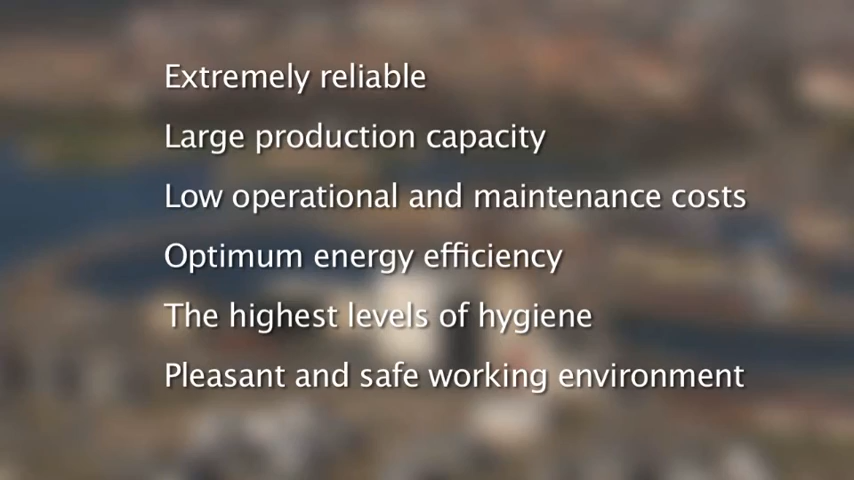 Extremely reliable
Large production capacity
Low operational and maintenance costs
Optimum energy efficiency
The highest levels of hygiene
Pleasant and safe working environment